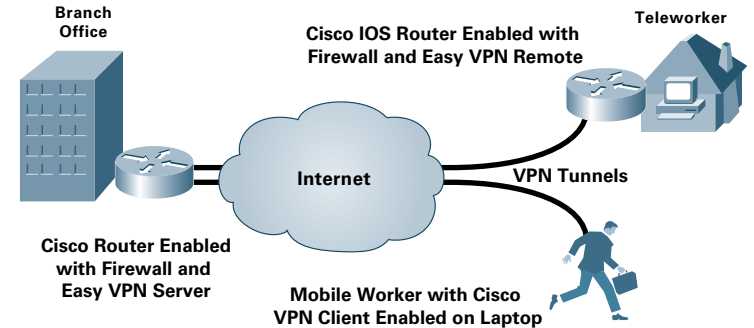 Branch
Office
Cisco IOS Router Enabled with
Firewall and Easy VPN Remote
Teleworker
Internet
VPN Tunnels
Cisco Router Enabled
with Firewall and
Easy VPN Server
Mobile Worker with Cisco
VPN Client Enabled on Laptop